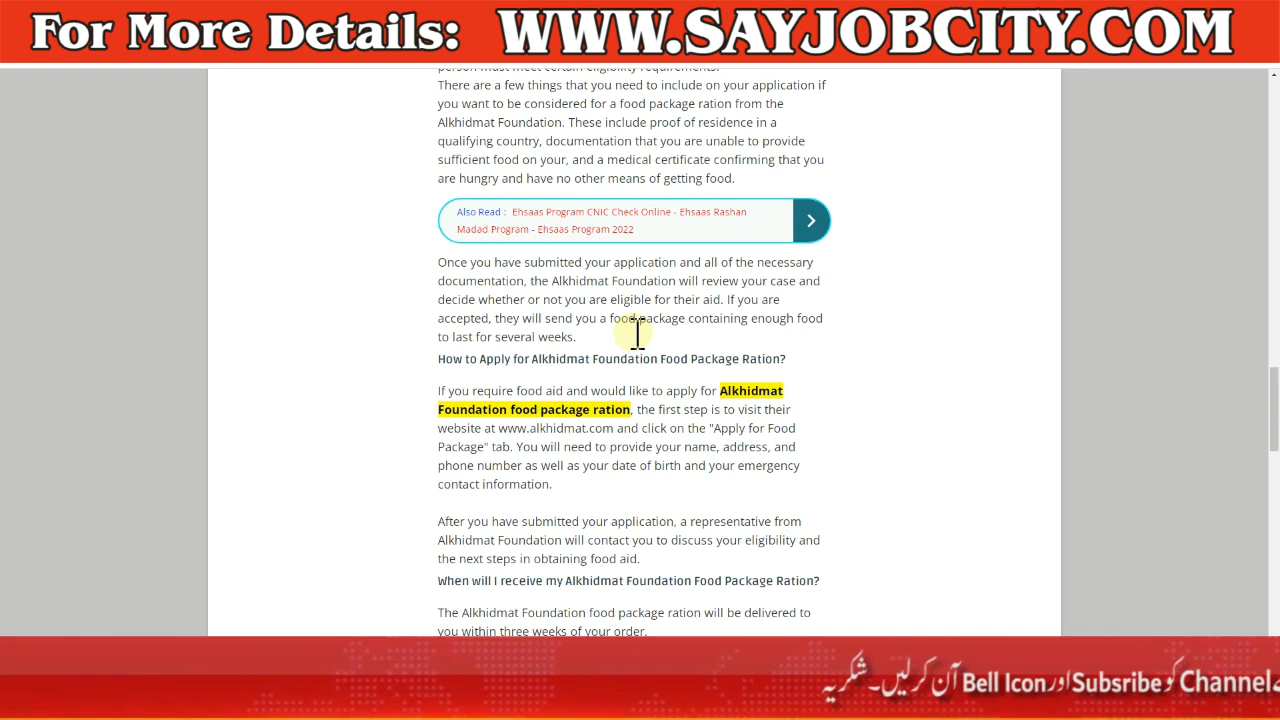 For More Details: WWW.SAYJOBCITY.COM
person must meet certain eligibility requirements.
There are a few things that you need to include on your application if
you want to be considered for a food package ration from the
Alkhidmat Foundation. These include proof of residence in a
qualifying country, documentation that you are unable to provide
sufficient food on your, and a medical certificate confirming that you
are hungry and have no other means of getting food.
Also Read : Ehsaas Program CNIC Check Online - Ehsaas Rashan
Madad Program - Ehsaas Program 2022
Once you have submitted your application and all of the necessary
documentation, the Alkhidmat Foundation will review your case and
decide whether or not you are eligible for their aid. If you are
accepted, they will send you a food package containing enough food
to last for several weeks.
How to Apply for Alkhidmat Foundation Food Package Ration?
If you require food aid and would like to apply for Alkhidmat
Foundation food package ration, the first step is to visit their
website at www.alkhidmat.com and click on the "Apply for Food
Package" tab. You will need to provide your name, address, and
phone number as well as your date of birth and your emergency
contact information.
After you have submitted your application, a representative from
Alkhidmat Foundation will contact you to discuss your eligibility and
the next steps in obtaining food aid.
When will I receive my Alkhidmat Foundation Food Package Ration?
The Alkhidmat Foundation food package ration will be delivered to
you within three weeks of your order.
Channel کو Subsribe اور Bell Icon آن کرلیں۔ شکریہ